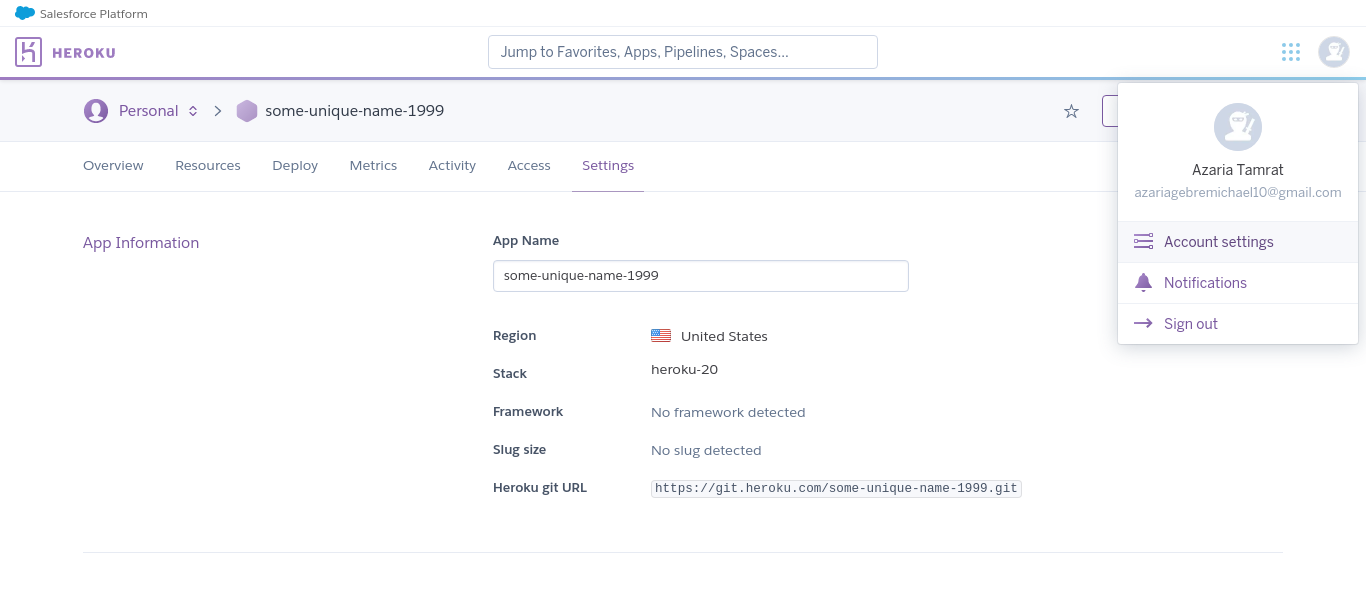 Salesforce Platform
HEROKU
Jump to Favorites, Apps, Pipelines, Spaces...
Personal
some-unique-name-1999
Azaria Tamrat
azariagebremichael10@gmail.com
Account settings
Notifications
Sign out
Overview Resources Deploy Metrics Activity Access Settings
App Information
App Name
some-unique-name-1999
Region United States
Stack heroku-20
Framework No framework detected
Slug size No slug detected
Heroku git URL https://git.heroku.com/some-unique-name-1999.git